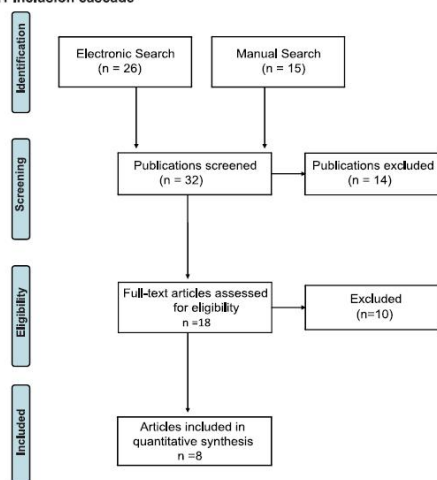 Identification
Electronic Search
(n = 26)
Manual Search
(n = 15)
Screening
Publications screened
(n = 32)
Publications excluded
(n = 14)
Eligibility
Full-text articles assessed
for eligibility
n =18
Excluded
(n=10)
Included
Articles included in
quantitative synthesis
n =8